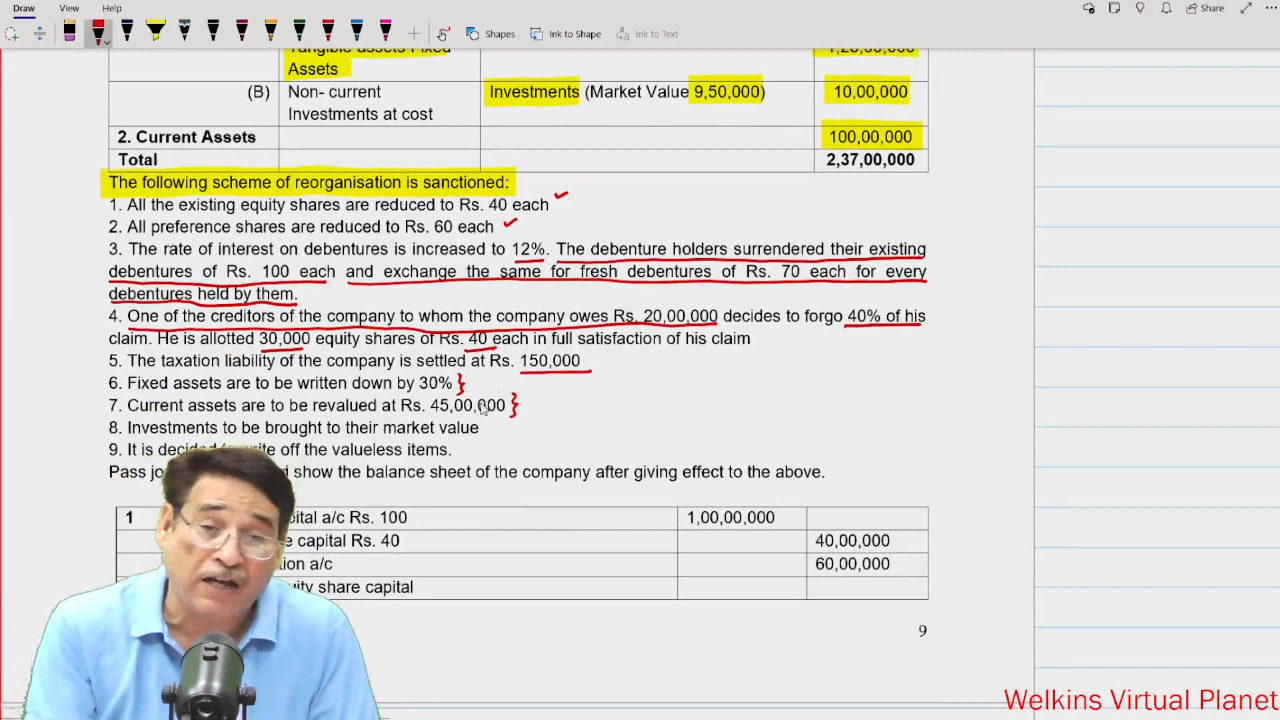 Draw View Help Share
Shapes Ink to Shape Ink to Text
Tangible assets Fixed
Assets
(B) Non- current Investments (Market Value 9,50,000) 10,00,000
Investments at cost
2. Current Assets 100,00,000
Total 2,37,00,000
The following scheme of reorganisation is sanctioned:
1. All the existing equity shares are reduced to Rs. 40 each
2. All preference shares are reduced to Rs. 60 each
3. The rate of interest on debentures is increased to 12%. The debenture holders surrendered their existing
debentures of Rs. 100 each and exchange the same for fresh debentures of Rs. 70 each for every
debentures held by them.
4. One of the creditors of the company to whom the company owes Rs. 20,00,000 decides to forgo 40% of his
claim. He is allotted 30,000 equity shares of Rs. 40 each in full satisfaction of his claim
5. The taxation liability of the company is settled at Rs. 150,000
6. Fixed assets are to be written down by 30%
7. Current assets are to be revalued at Rs. 45,00,000
8. Investments to be brought to their market value
9. It is off the valueless items.
Pass show the balance sheet of the company after giving effect to the above.
1 a/c Rs. 100 1,00,00,000
capital Rs. 40 40,00,000
a/c 60,00,000
share capital
9
Welkins Virtual Planet